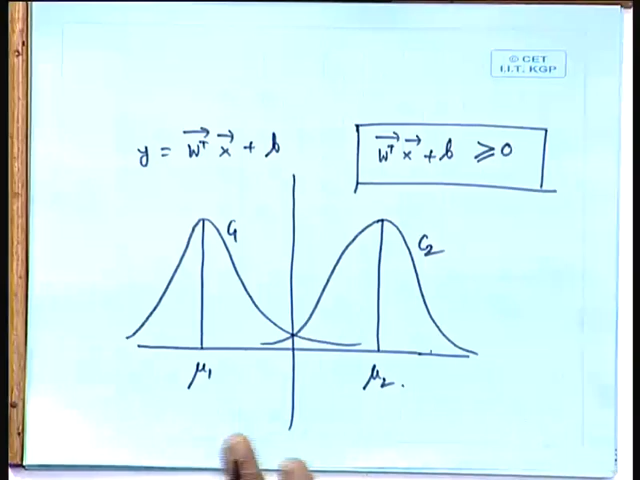 © CET
I.I.T. KGP
y = w^T x + b
w^T x + b ≥ 0
C1
C2
μ1
μ2.